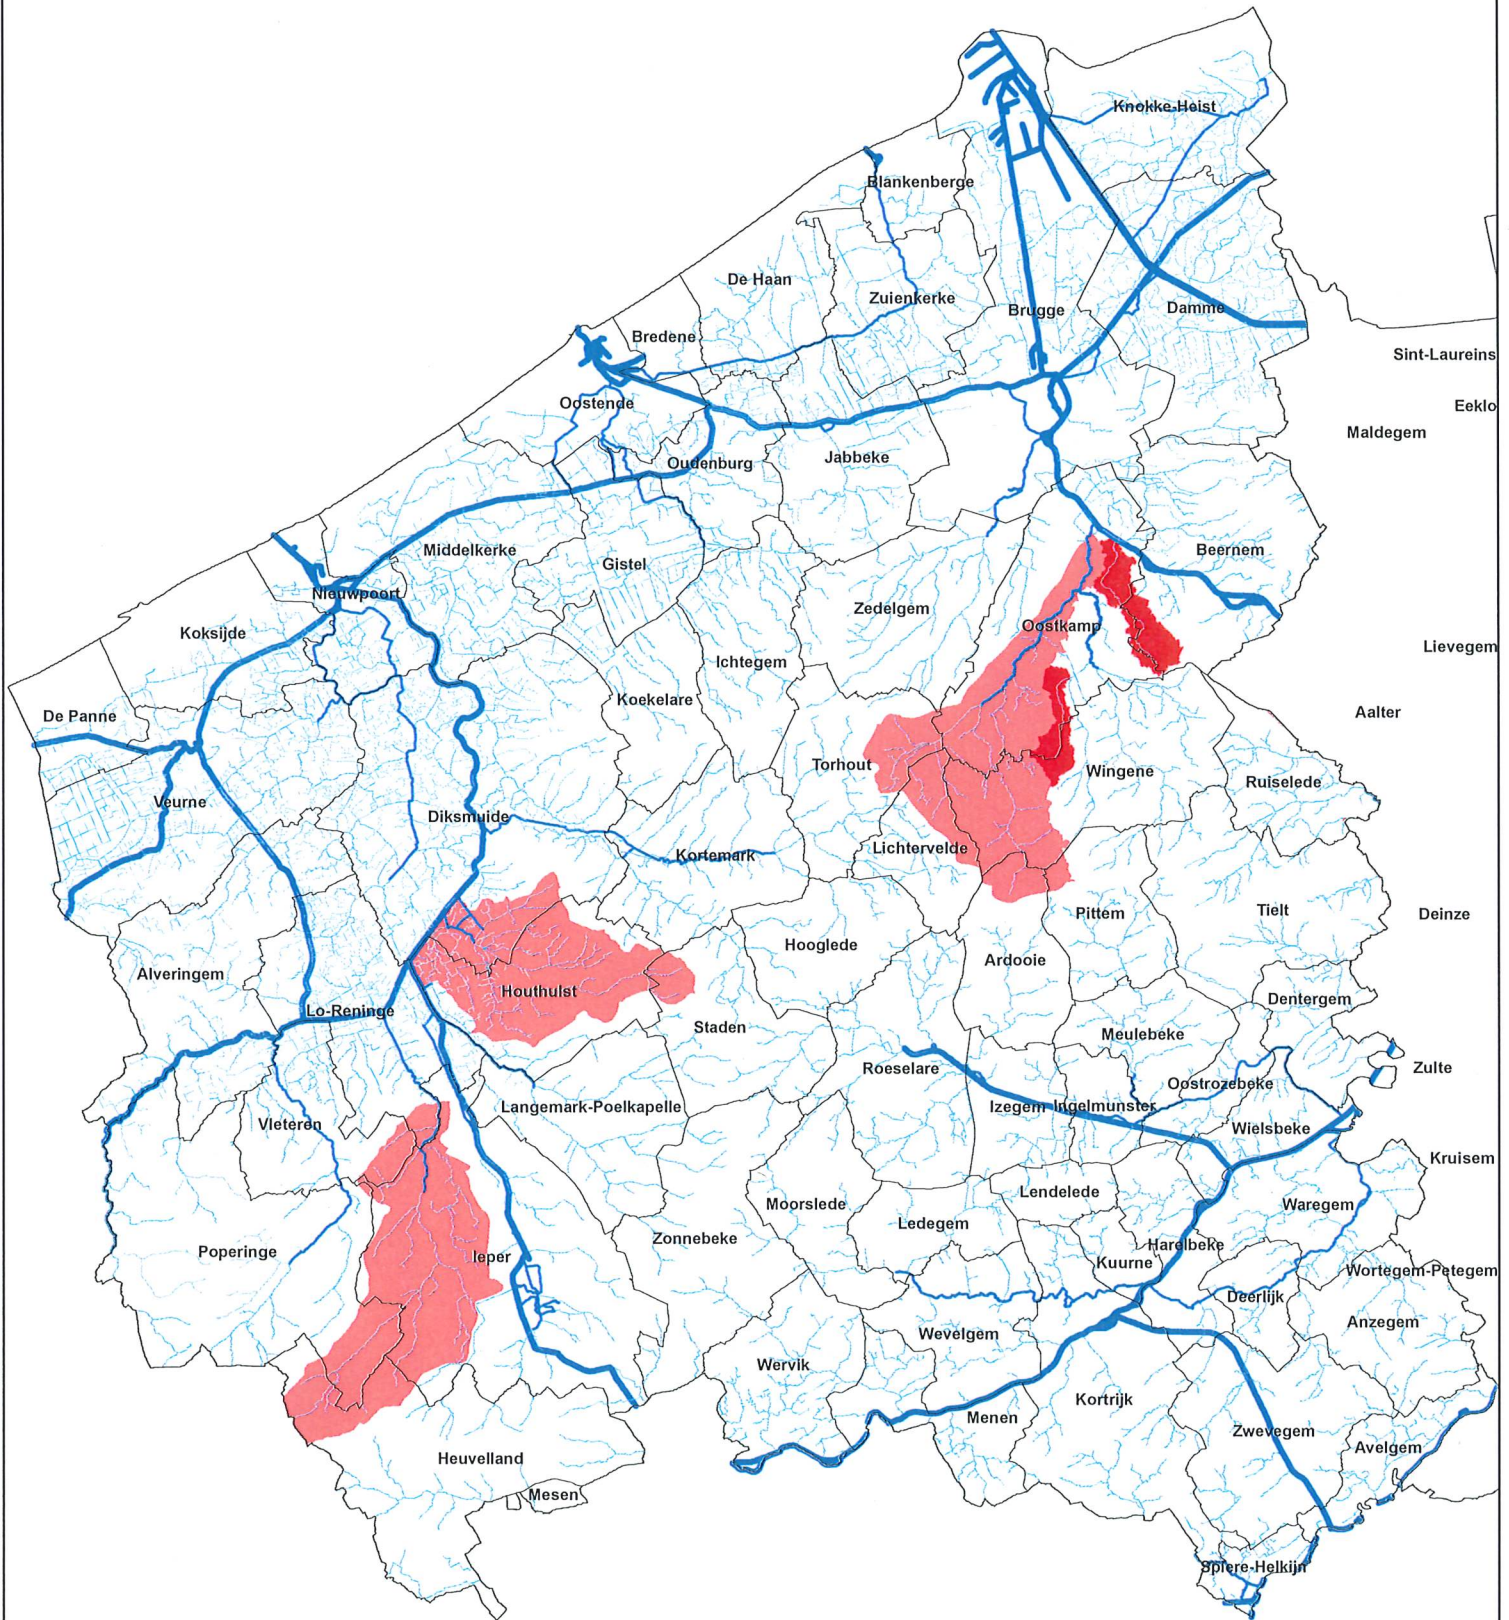 Knokke-Heist
Blankenberge
De Haan
Zuienkerke
Brugge
Damme
Bredene
Sint-Laureins
Oostende
Eeklo
Maldegem
Jabbeke
Oudenburg
Middelkerke
Beernem
Gistel
Nieuwpoort
Zedelgem
Oostkamp
Koksijde
Lievegem
Ichtegem
Koekelare
Aalter
De Panne
Torhout
Wingene
Ruiselede
Veurne
Diksmuide
Lichtervelde
Kortemark
Pittem
Tielt
Deinze
Hooglede
Ardooie
Alveringem
Houthulst
Dentergem
Lo-Reninge
Staden
Meulebeke
Roeselare
Zulte
Oostrozebeke
Langemark-Poelkapelle
Izegem
Ingelmunster
Vleteren
Wielsbeke
Kruisem
Lendelede
Moorslede
Waregem
Ledegem
Zonnebeke
Harelbeke
Poperinge
Ieper
Kuurne
Wortegem-Petegem
Deerlijk
Anzegem
Wevelgem
Wervik
Kortrijk
Menen
Zwevegem
Avelgem
Heuvelland
Mesen
Spiere-Helkijn